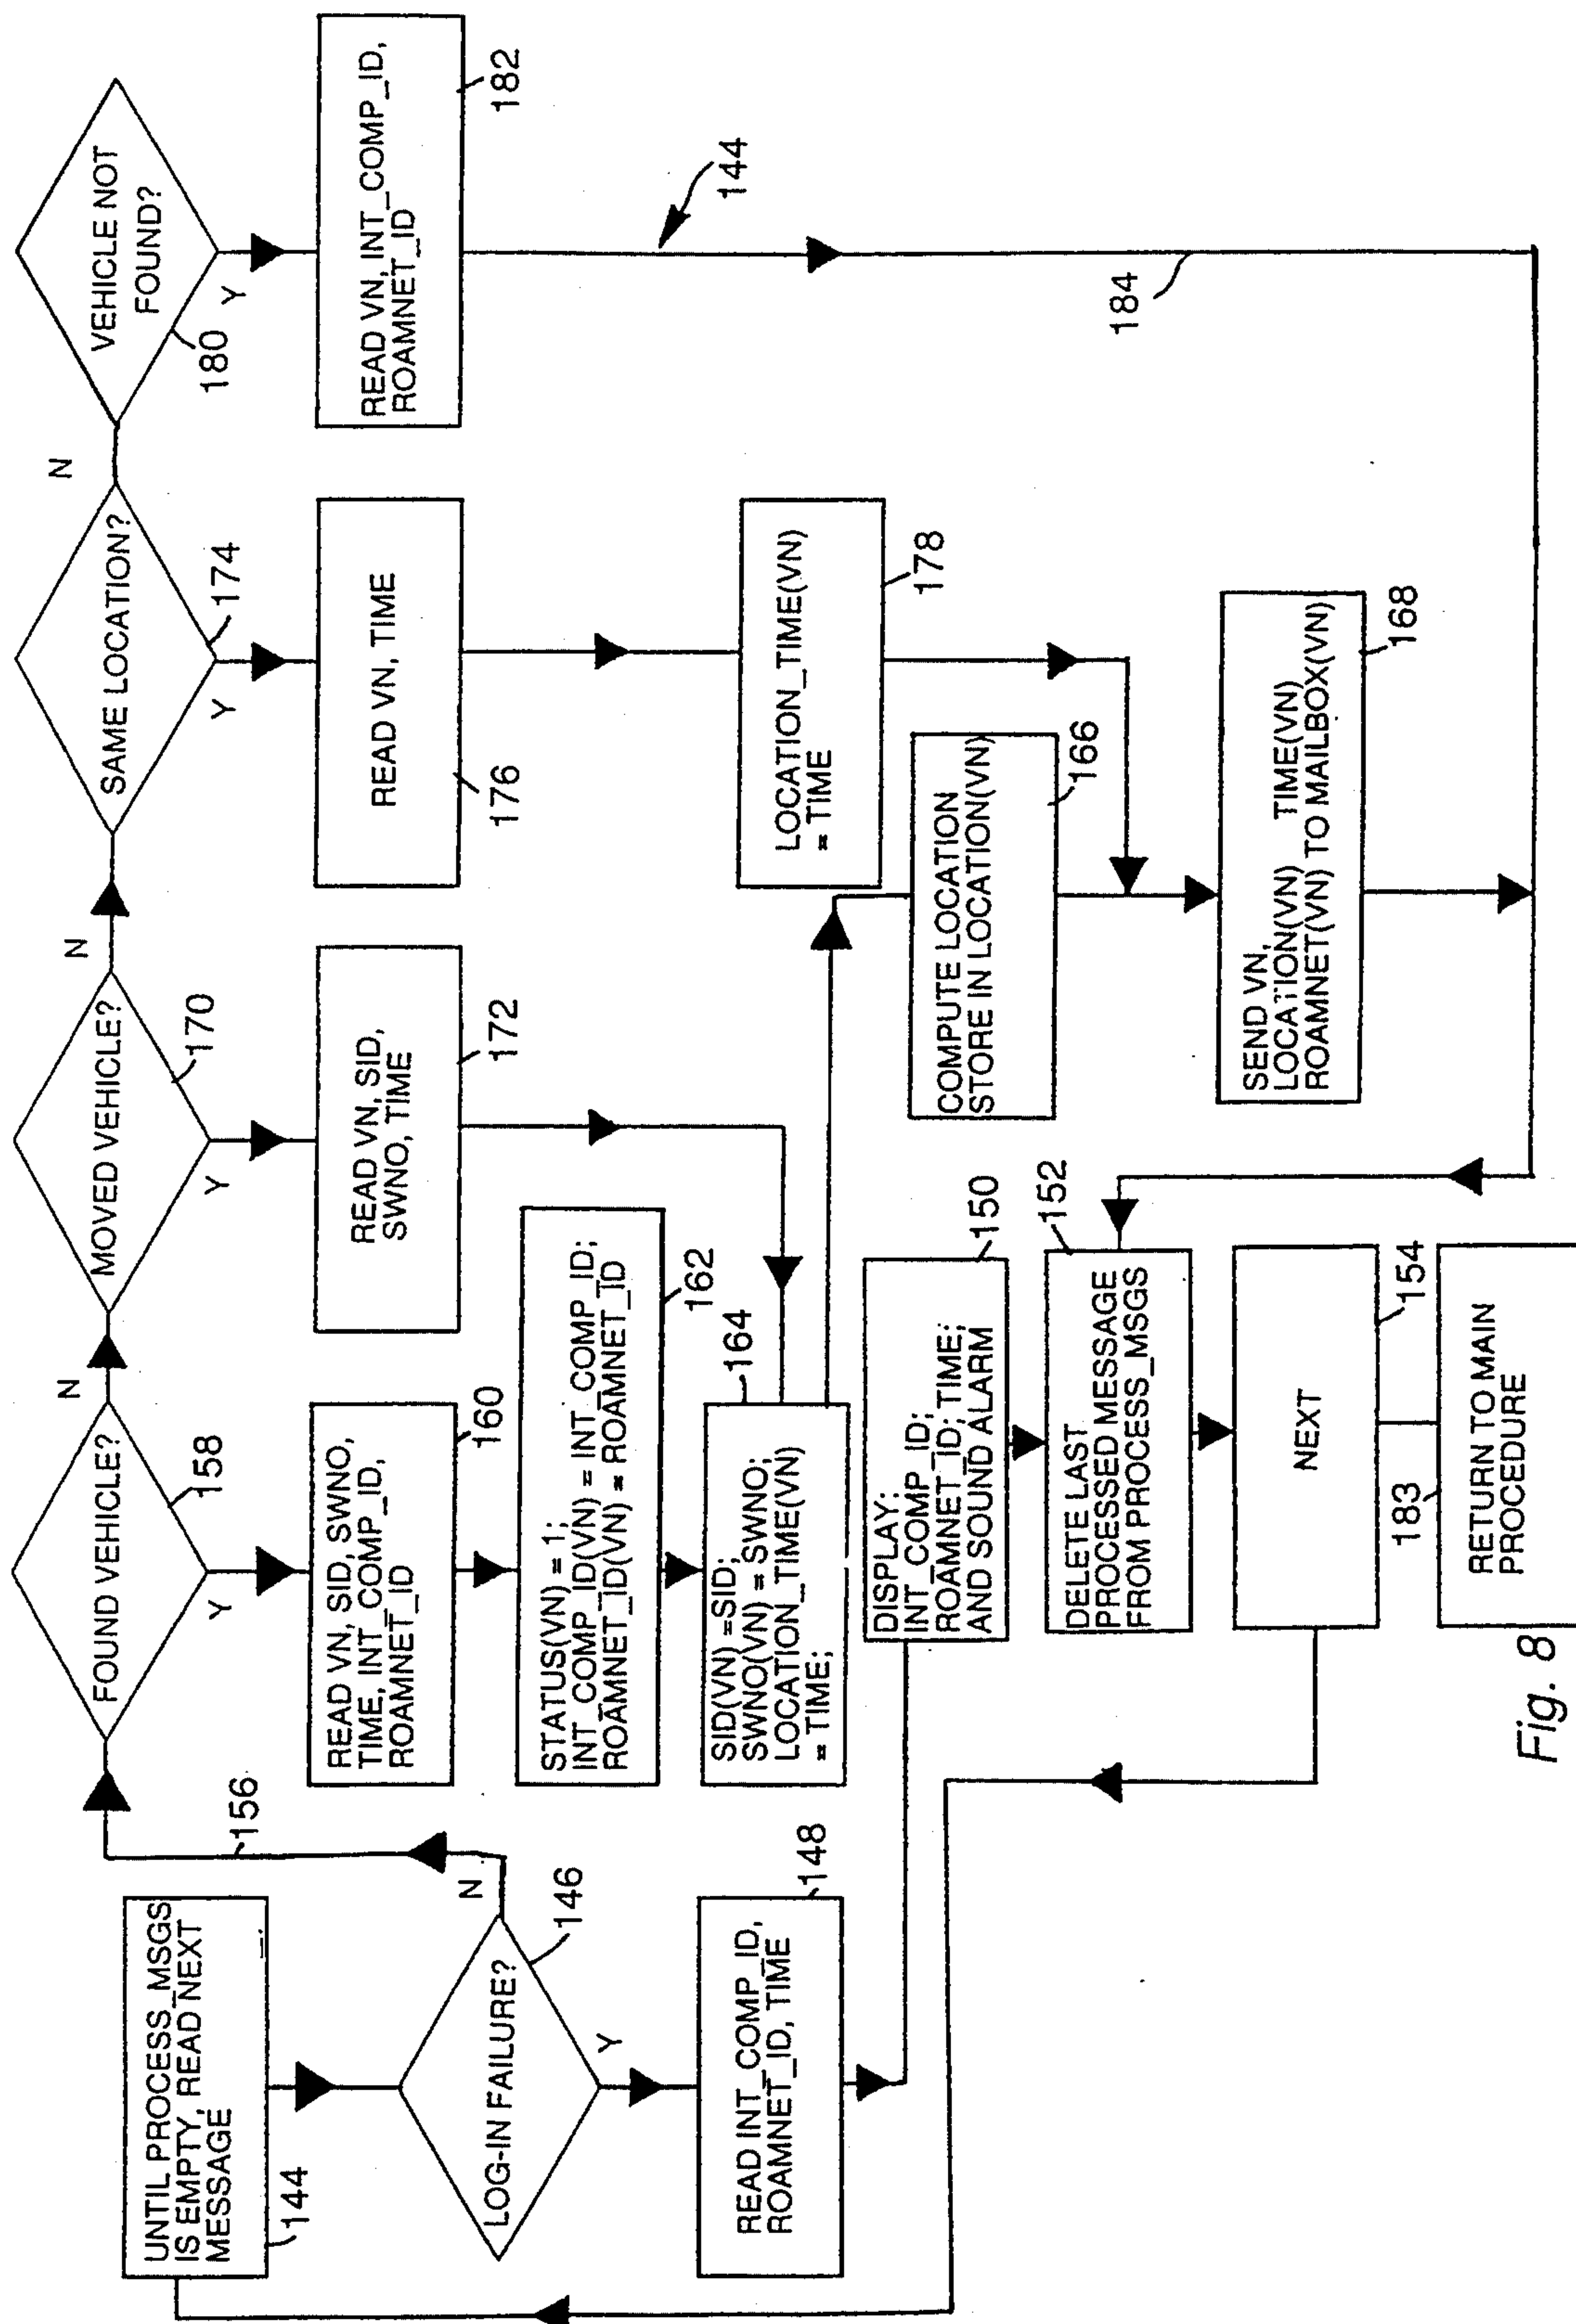 UNTIL PROCESS_MSGS
IS EMPTY, READ NEXT
MESSAGE
144
LOG-IN FAILURE?
146
N
Y
READ INT_COMP_ID,
ROAMNET_ID, TIME
148
156
FOUND VEHICLE?
158
N
Y
READ VN, SID, SWNO,
TIME, INT_COMP_ID,
ROAMNET_ID
160
STATUS(VN) = 1;
INT_COMP_ID(VN) = INT_COMP_ID;
ROAMNET_ID(VN) = ROAMNET_ID
162
SID(VN) =SID;
SWNO(VN) = SWNO;
LOCATION_TIME(VN)
= TIME;
164
DISPLAY;
INT_COMP_ID;
ROAMNET_ID; TIME;
AND SOUND ALARM
150
DELETE LAST
PROCESSED MESSAGE
FROM PROCESS_MSGS
152
NEXT
154
183
RETURN TO MAIN
PROCEDURE
MOVED VEHICLE?
170
N
Y
READ VN, SID,
SWNO, TIME
172
SAME LOCATION?
174
N
Y
READ VN, TIME
176
LOCATION_TIME(VN)
= TIME
178
COMPUTE LOCATION
STORE IN LOCATION(VN)
166
SEND VN,
LOCATION(VN) TIME(VN)
ROAMNET(VN) TO MAILBOX(VN)
168
VEHICLE NOT
FOUND?
180
Y
READ VN, INT_COMP_ID,
ROAMNET_ID
182
144
184
Fig. 8